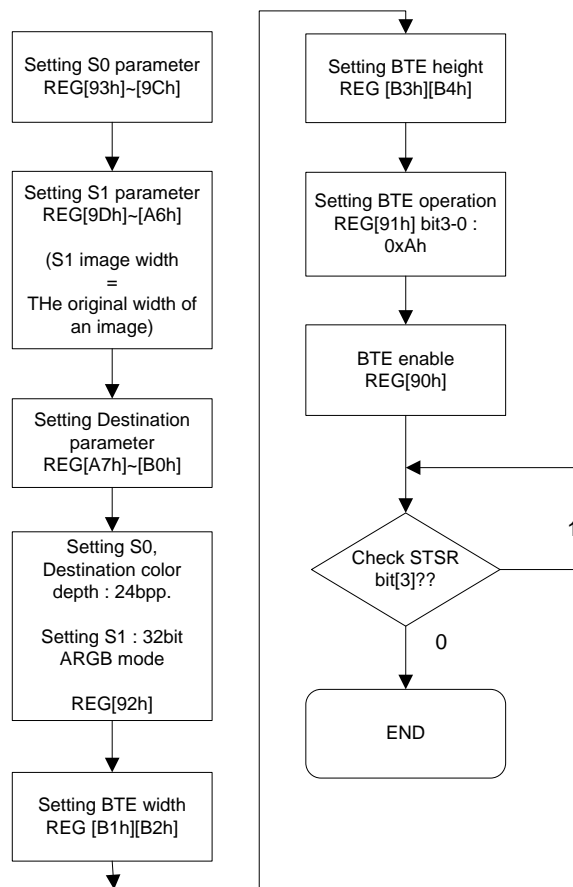 Setting S0 parameter
REG[93h]~[9Ch]
Setting S1 parameter
REG[9Dh]~[A6h]
(S1 image width
=
THe original width of
an image)
Setting Destination
parameter
REG[A7h]~[B0h]
Setting S0,
Destination color
depth : 24bpp.
Setting S1 : 32bit
ARGB mode
REG[92h]
Setting BTE width
REG [B1h][B2h]
Setting BTE height
REG [B3h][B4h]
Setting BTE operation
REG[91h] bit3-0 :
0xAh
BTE enable
REG[90h]
Check STSR
bit[3]??
1
0
END